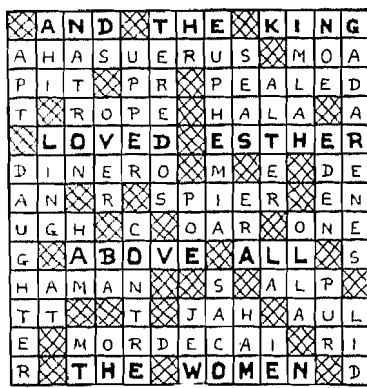 AND THE KING
AHASUERUS MOA
PIT PR PEALED
T ROPE HALA A
LOVED ESTHER
DINERO M E DE
AN R SPIER EN
UGH C OAR ONE
G ABOVE ALL S
HAMAN S ALP
TT T JAH AUL
E MORDECAI RI
R THE WOMEN D